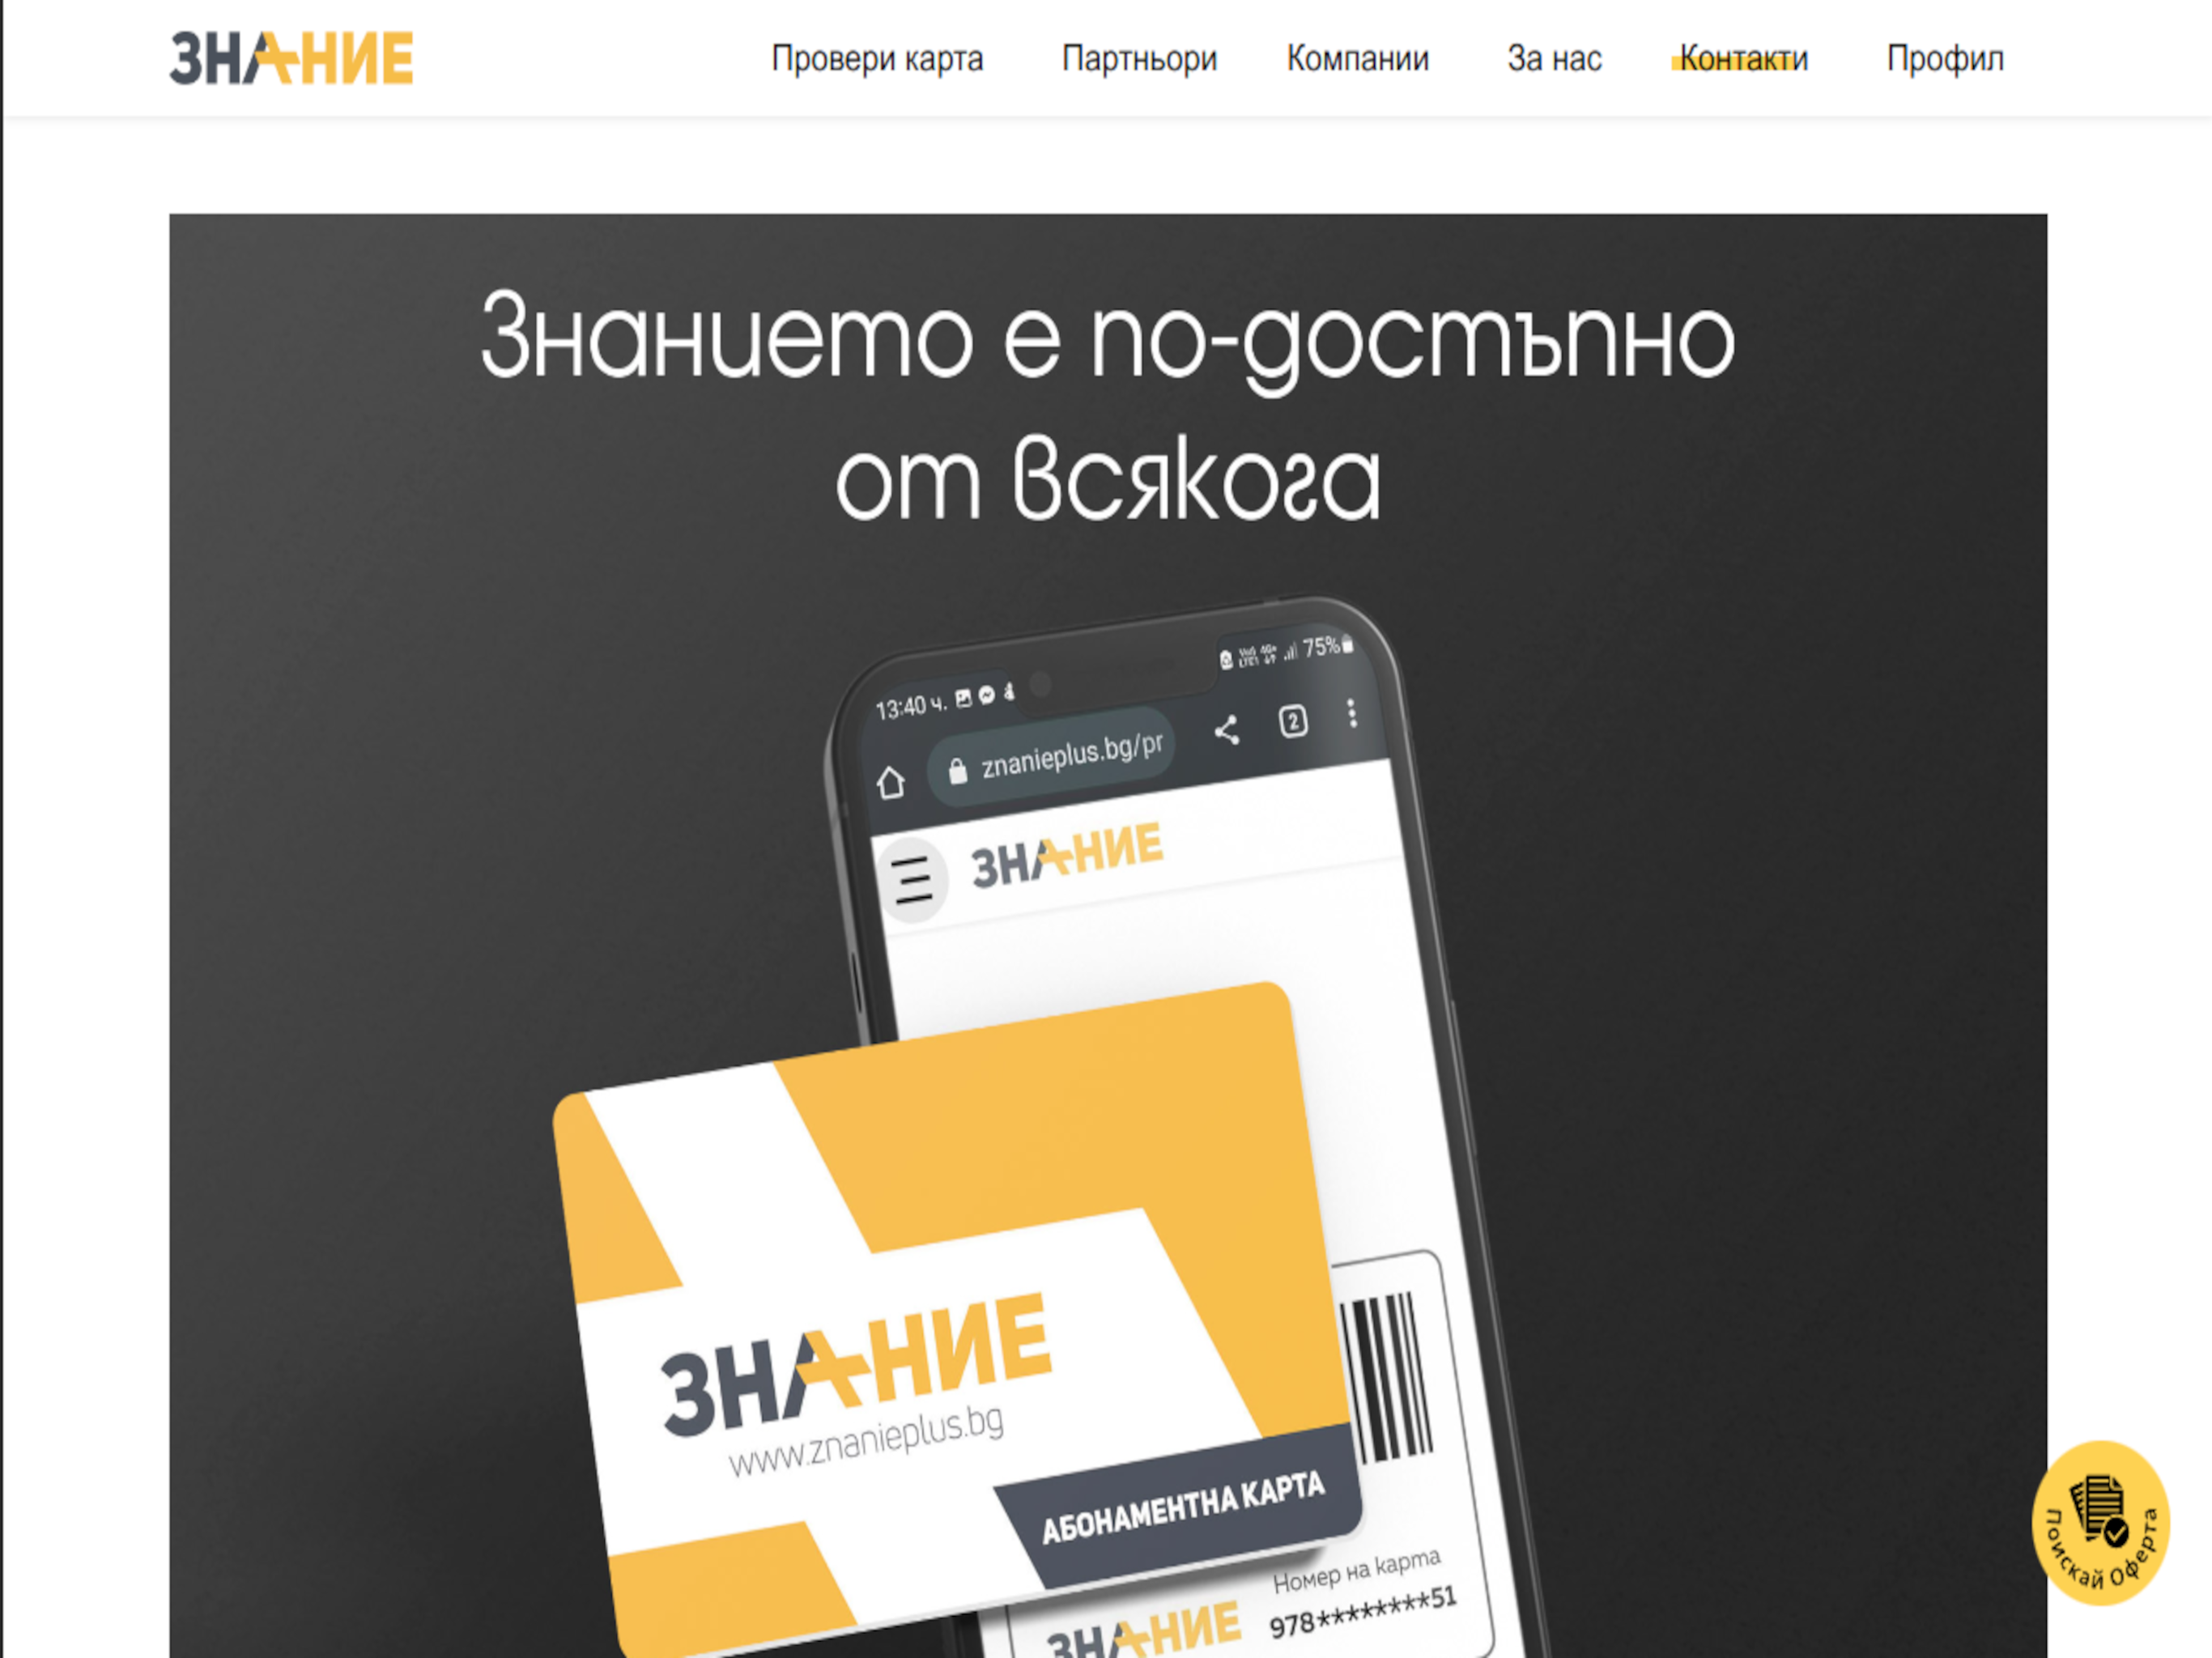 ЗНАНИЕ
Провери карта Партньори Компании За нас Контакти Профил
Знанието е по-достъпно
от всякога
13:40 ч. 75%
2
znanieplus.bg/pr
ЗНАНИЕ
ЗНАНИЕ
www.znanieplus.bg
АБОНАМЕНТНА КАРТА
Номер на карта
978********51
ЗНАНИЕ
Поискай Оферта